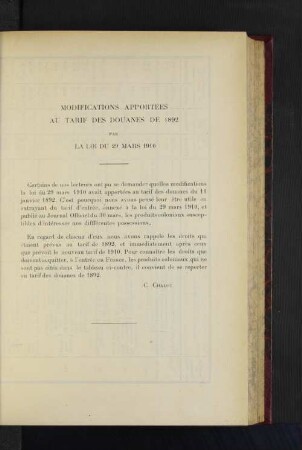 MODIFICATIONS APPORTÉES
AU TARIF DES DOUANES DE 1892
PAR
LA LOI DU 29 MARS 1910
Certains de nos lecteurs ont pu se demander quelles modifications
la loi du 29 mars 1910 avait apportées au tarif des douanes du 11
janvier 1892. C'est pourquoi nous avons pensé leur être utile en
extrayant du tarif d'entrée, annexé à la loi du 29 mars 1910, et
publié au Journal Officiel du 30 mars, les produits coloniaux suscep-
tibles d'intéresser nos différentes possessions.
En regard de chacun d'eux nous avons rappelé les droits qui
étaient prévus au tarif de 1892, et immédiatement après ceux
que portent le nouveau tarif de 1910. Pour connaître les droits que
doivent acquitter, à l'entrée en France, les produits coloniaux qui ne
sont pas cités dans le tableau ci-contre, il convient de se reporter
au tarif des douanes de 1892.
C.